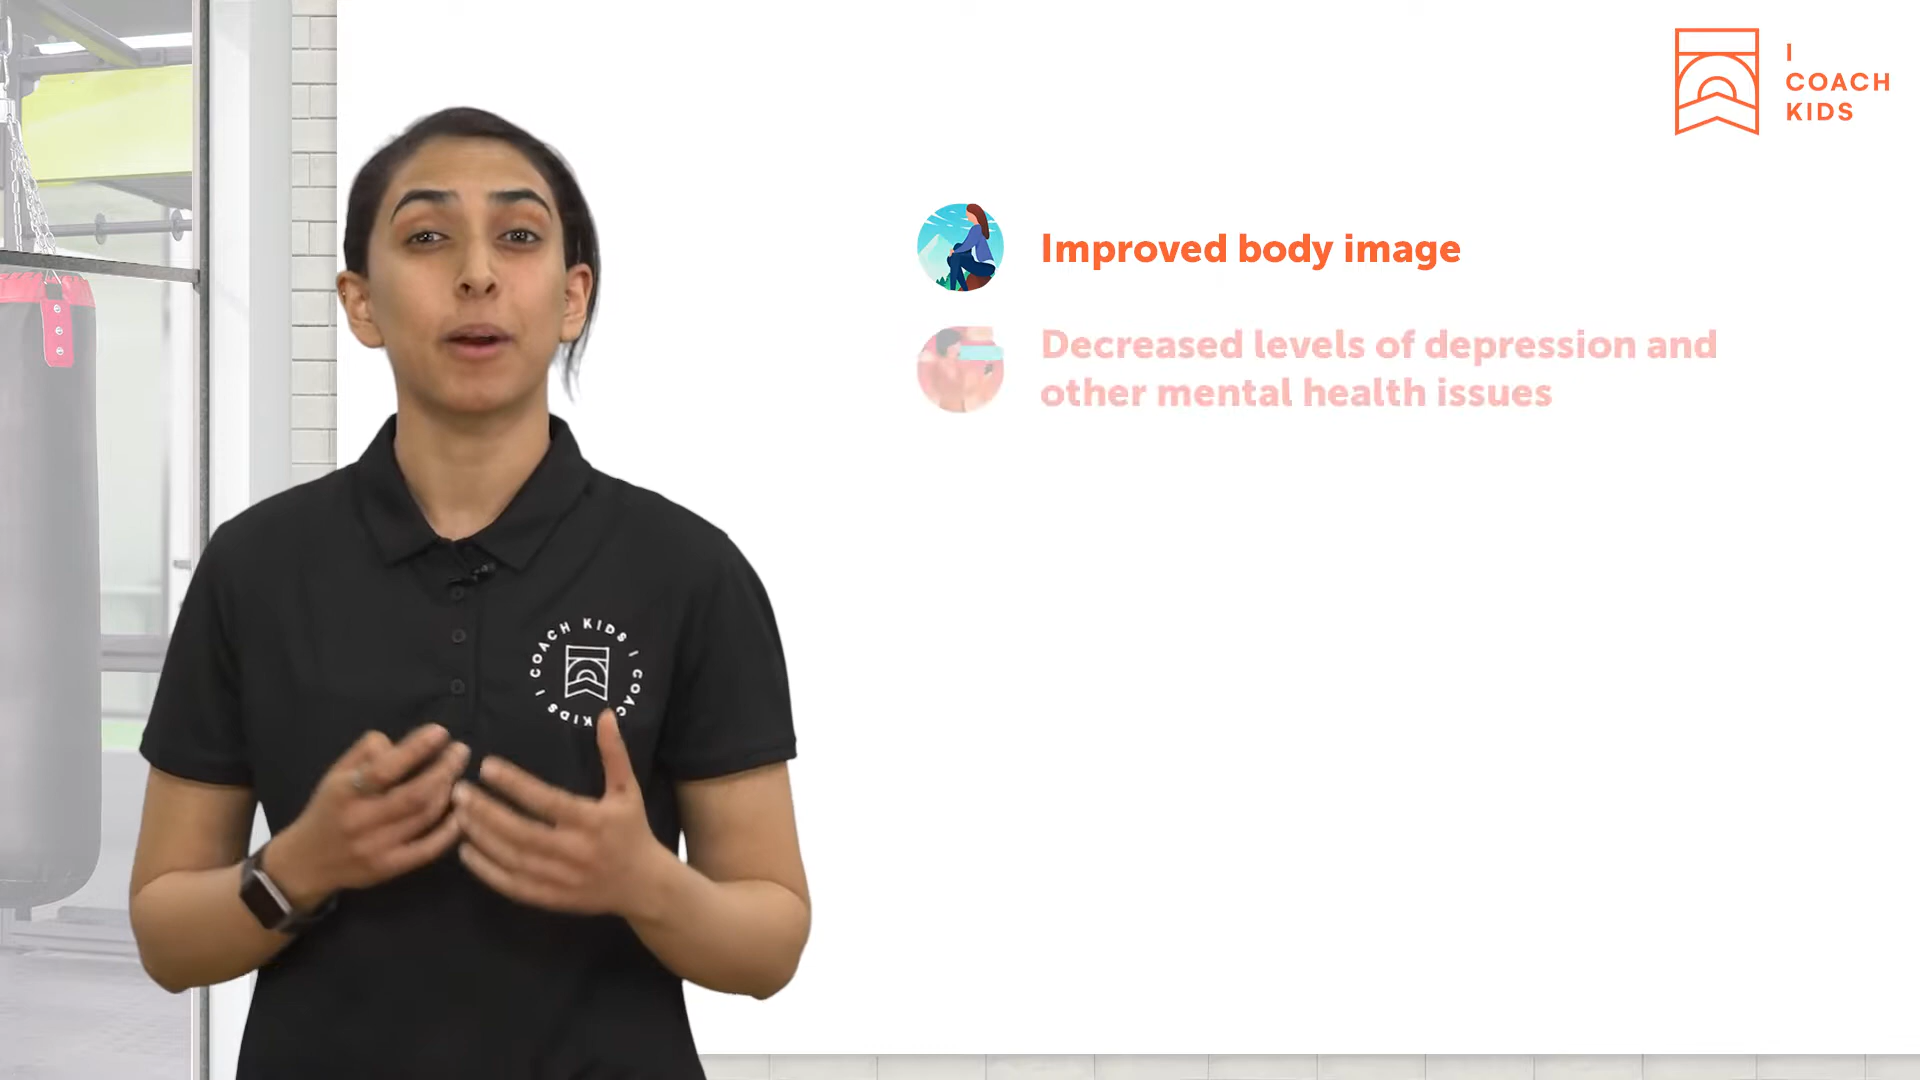 I
COACH
KIDS
Improved body image
Decreased levels of depression and
other mental health issues
I COACH KIDS I COACH KIDS